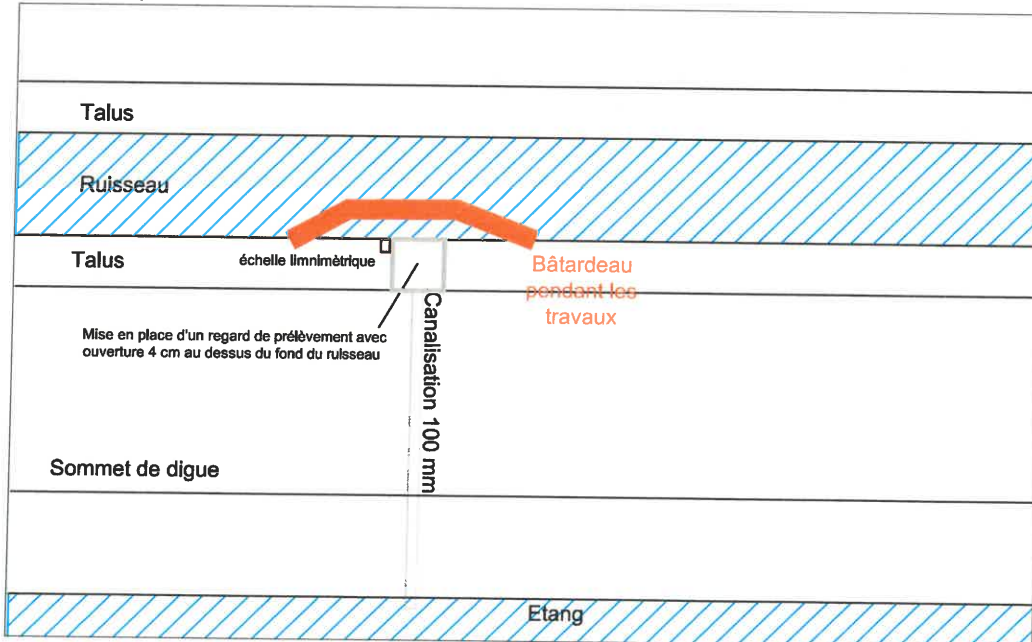 Talus
Ruisseau
Talus
échelle limnimètrique
Bâtardeau
pendant les
travaux
Mise en place d'un regard de prélèvement avec
ouverture 4 cm au dessus du fond du ruisseau
Canalisation 100 mm
Sommet de digue
Etang